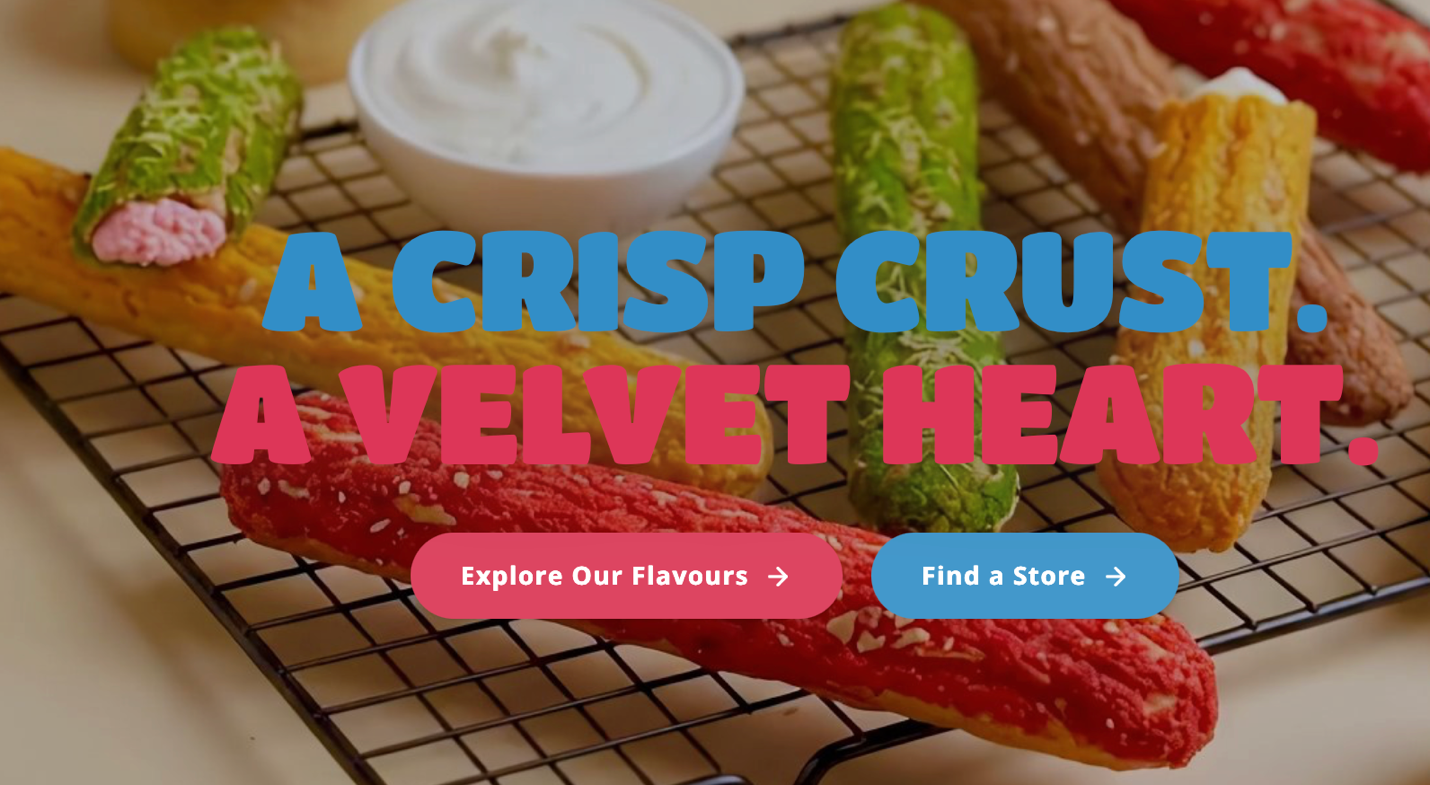 A CRISP CRUST.
A VELVET HEART.
Explore Our Flavours →
Find a Store →